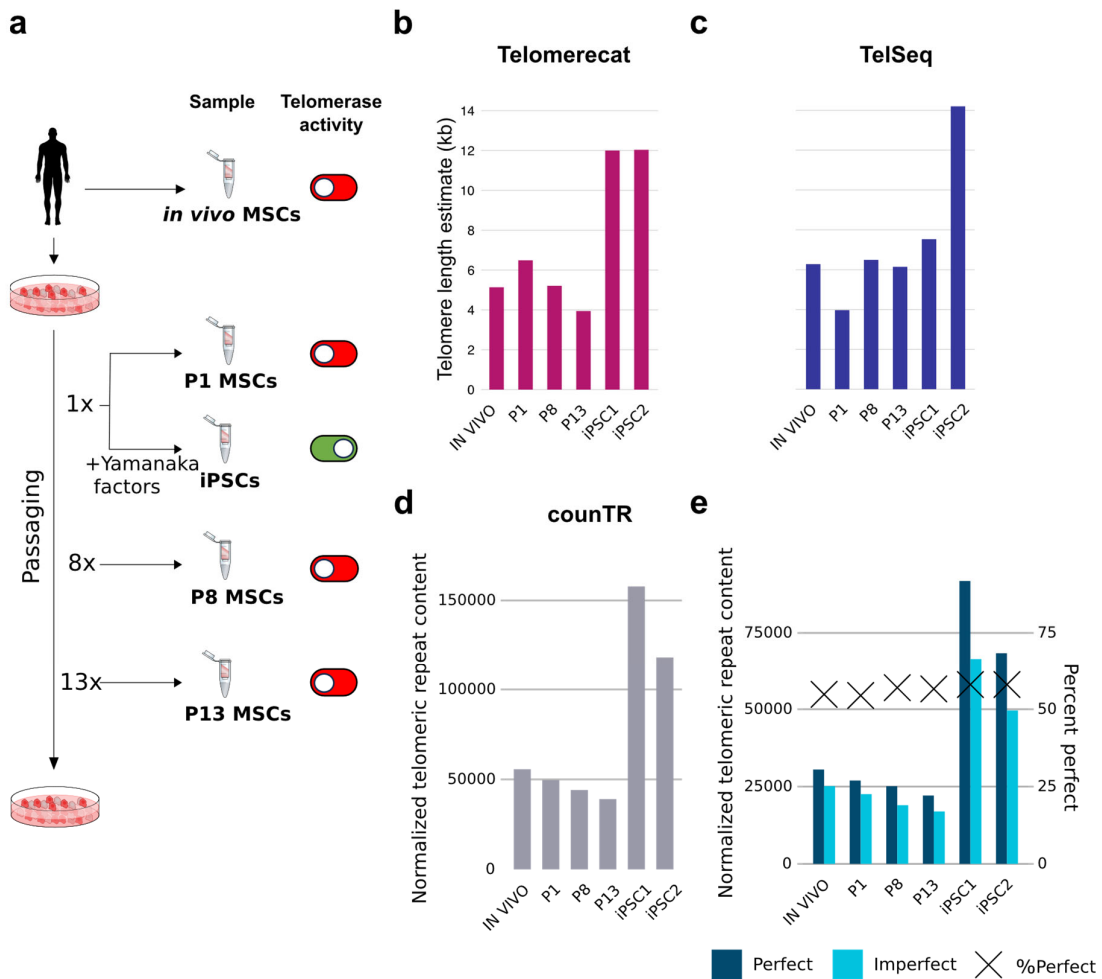 a
Sample
Telomerase
activity
in vivo MSCs
P1 MSCs
1x
+Yamanaka
factors
iPSCs
Passaging
8x
P8 MSCs
13x
P13 MSCs
b
Telomerecat
Telomere length estimate (kb)
14
12
10
8
6
4
2
0
IN VIVO
P1
P8
P13
iPSC1
iPSC2
c
TelSeq
IN VIVO
P1
P8
P13
iPSC1
iPSC2
d
counTR
Normalized telomeric repeat content
150000
100000
50000
0
IN VIVO
P1
P8
P13
iPSC1
iPSC2
e
Normalized telomeric repeat content
75000
50000
25000
0
75
50
25
0
Percent perfect
IN VIVO
P1
P8
P13
iPSC1
iPSC2
Perfect
Imperfect
%Perfect